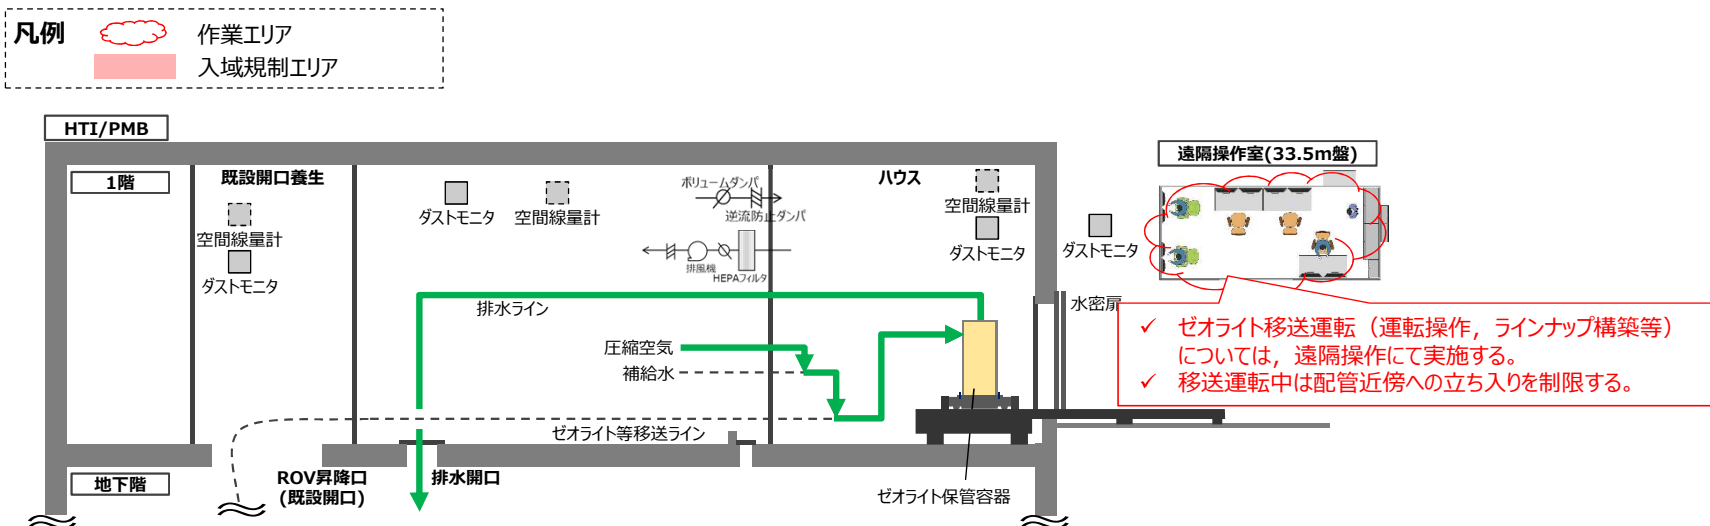 凡例
作業エリア
入域規制エリア
HTI/PMB
遠隔操作室(33.5m盤)
1階
既設開口養生
ハウス
空間線量計
ダストモニタ
ダストモニタ
空間線量計
ボリュームダンパ
逆流防止ダンパ
排風機
HEPAフィルタ
空間線量計
ダストモニタ
ダストモニタ
排水ライン
水密扉
圧縮空気
補給水
ゼオライト等移送ライン
✓ ゼオライト移送運転（運転操作，ラインナップ構築等）
については，遠隔操作にて実施する。
✓ 移送運転中は配管近傍への立ち入りを制限する。
地下階
ROV昇降口
(既設開口)
排水開口
ゼオライト保管容器